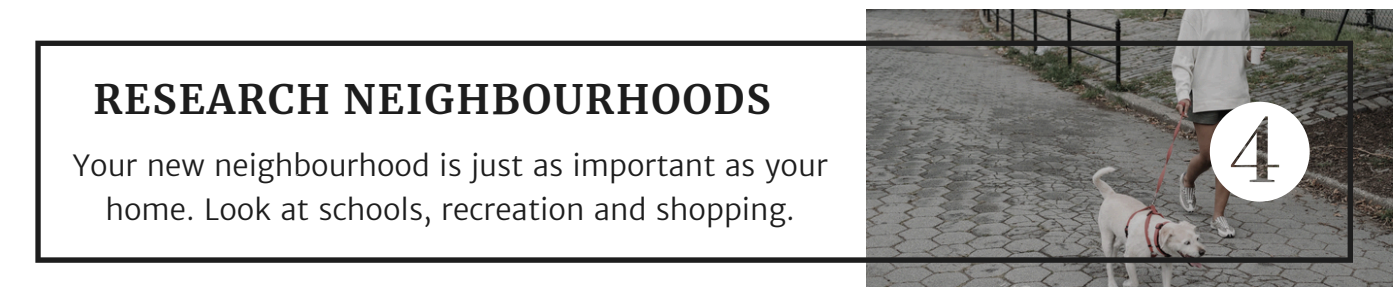 RESEARCH NEIGHBOURHOODS
Your new neighbourhood is just as important as your
home. Look at schools, recreation and shopping.
4